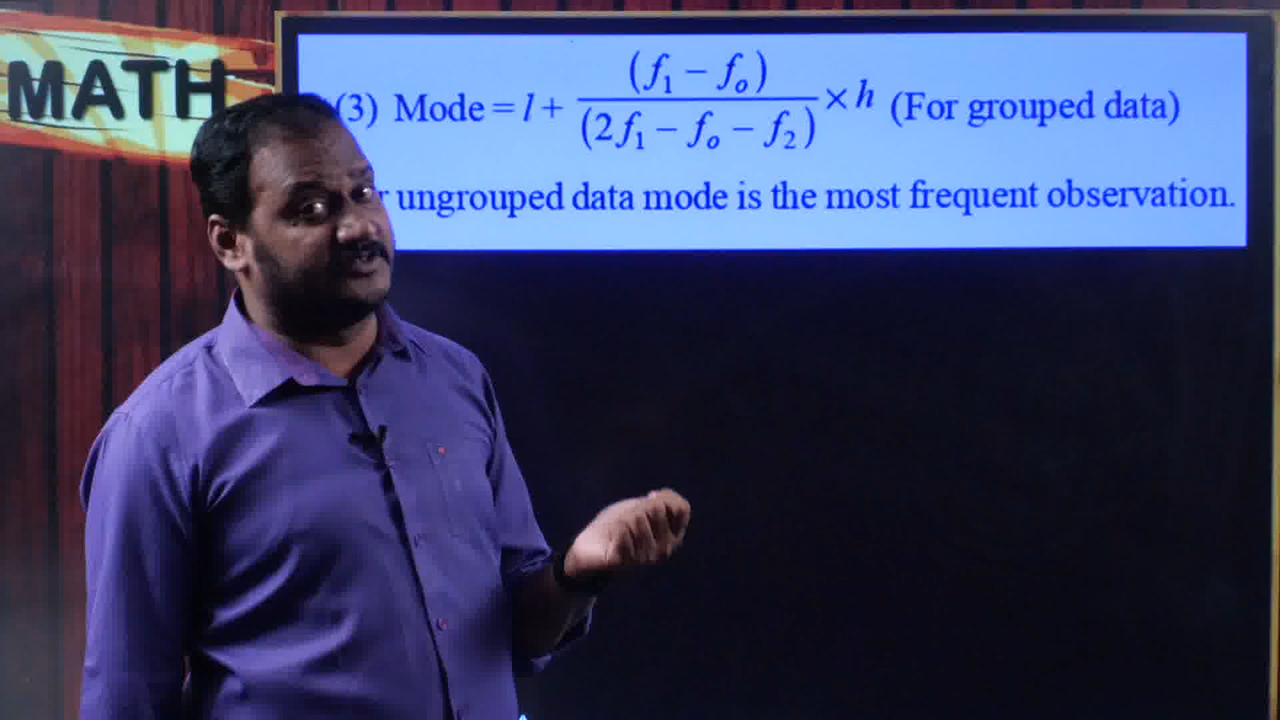 MATH
(3) Mode = l + (f₁ − fₒ) / (2f₁ − fₒ − f₂) × h (For grouped data)
ungrouped data mode is the most frequent observation.